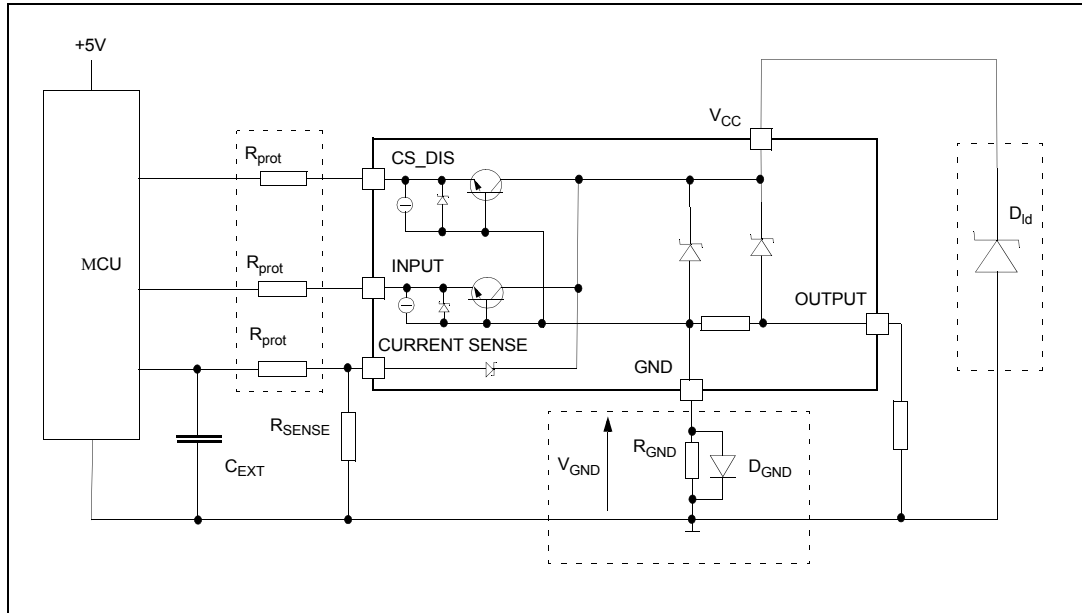 +5V
MCU
Rprot
Rprot
Rprot
CS_DIS
INPUT
CURRENT SENSE
VCC
OUTPUT
GND
Dld
RSENSE
CEXT
VGND
RGND
DGND